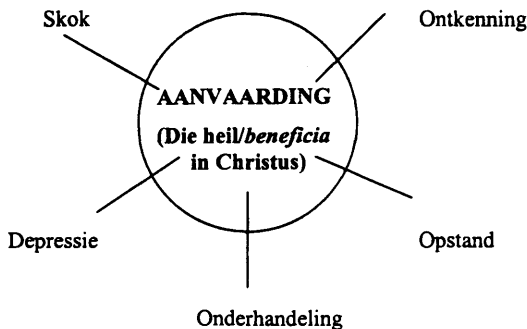 Skok
Ontkenning
AANVAARDING
(Die heil/beneficia
in Christus)
Depressie
Opstand
Onderhandeling